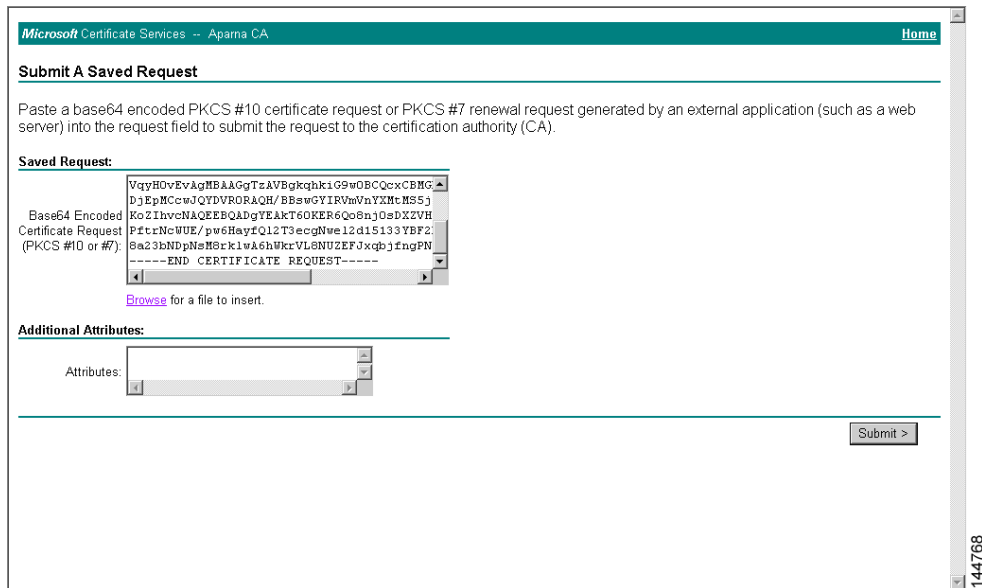 Microsoft Certificate Services -- Aparna CA
Home
Submit A Saved Request
Paste a base64 encoded PKCS #10 certificate request or PKCS #7 renewal request generated by an external application (such as a web
server) into the request field to submit the request to the certification authority (CA).
Saved Request:
Base64 Encoded
Certificate Request
(PKCS #10 or #7):
VqyHOvEvAgMBAAGgTzAVBgkqhkiG9w0BCQcxCBMG
DjEpMCcwJQYDVR0RAQH/BBswGYIRVmVnYXMtMS5j
KoZIhvcNAQEEBQADgYEAkT60KER6Qo8nj0sDXZVH
PftrNcWUE/pw6HayfQl2T3ecgNwel2d15133YBF2
8a23bNDpNsM8rklwA6hWkrVL8NUZEFJxqbjfngPN
-----END CERTIFICATE REQUEST-----
Browse for a file to insert.
Additional Attributes:
Attributes:
Submit >
144768